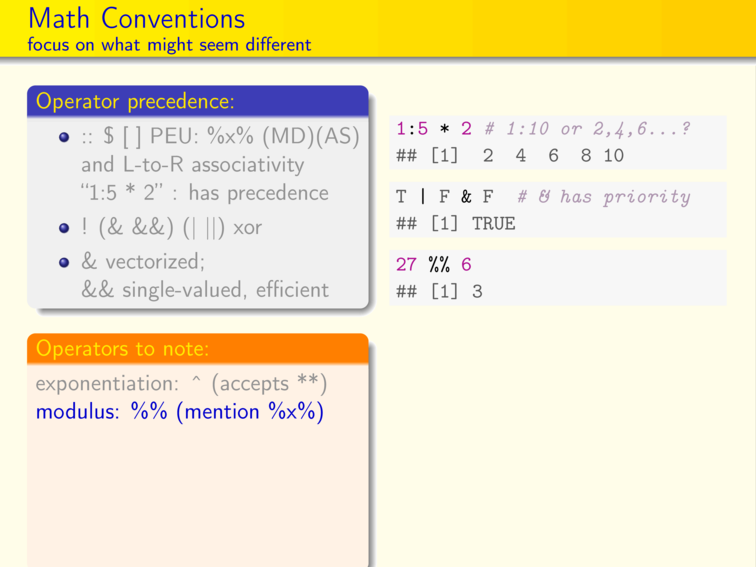 Math Conventions
focus on what might seem different
Operator precedence:
:: $ [ ] PEU: %x% (MD)(AS)
and L-to-R associativity
“1:5 * 2” : has precedence
! (& &&) (| ||) xor
& vectorized;
&& single-valued, efficient
1:5 * 2 # 1:10 or 2,4,6...?
## [1]  2  4  6  8 10
T | F & F  # & has priority
## [1] TRUE
27 %% 6
## [1] 3
Operators to note:
exponentiation: ^ (accepts **)
modulus: %% (mention %x%)